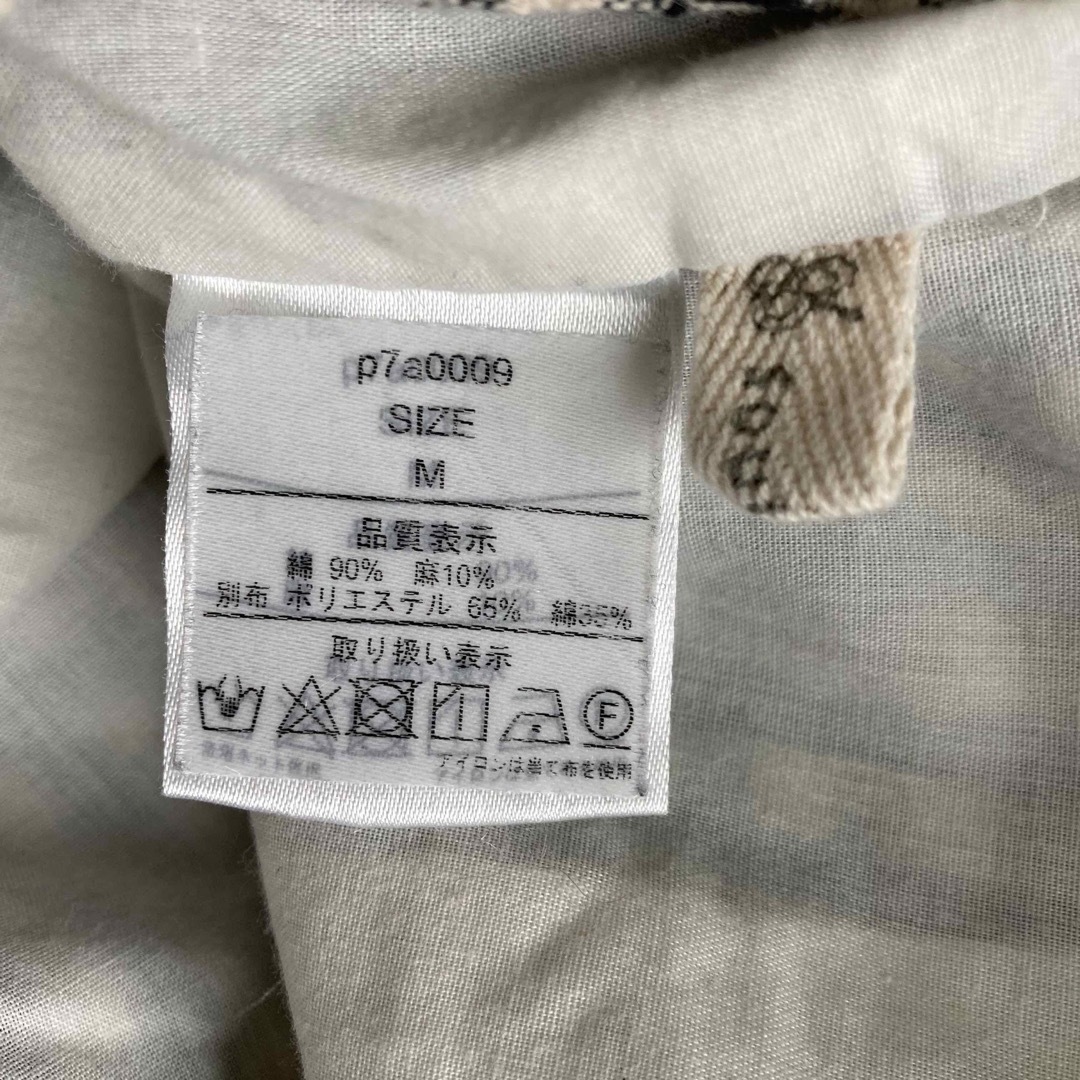 p7a0009
SIZE
M
品質表示
綿 90% 麻10%
別布 ポリエステル 65% 綿35%
取り扱い表示
F
アイロンは当て布を使用